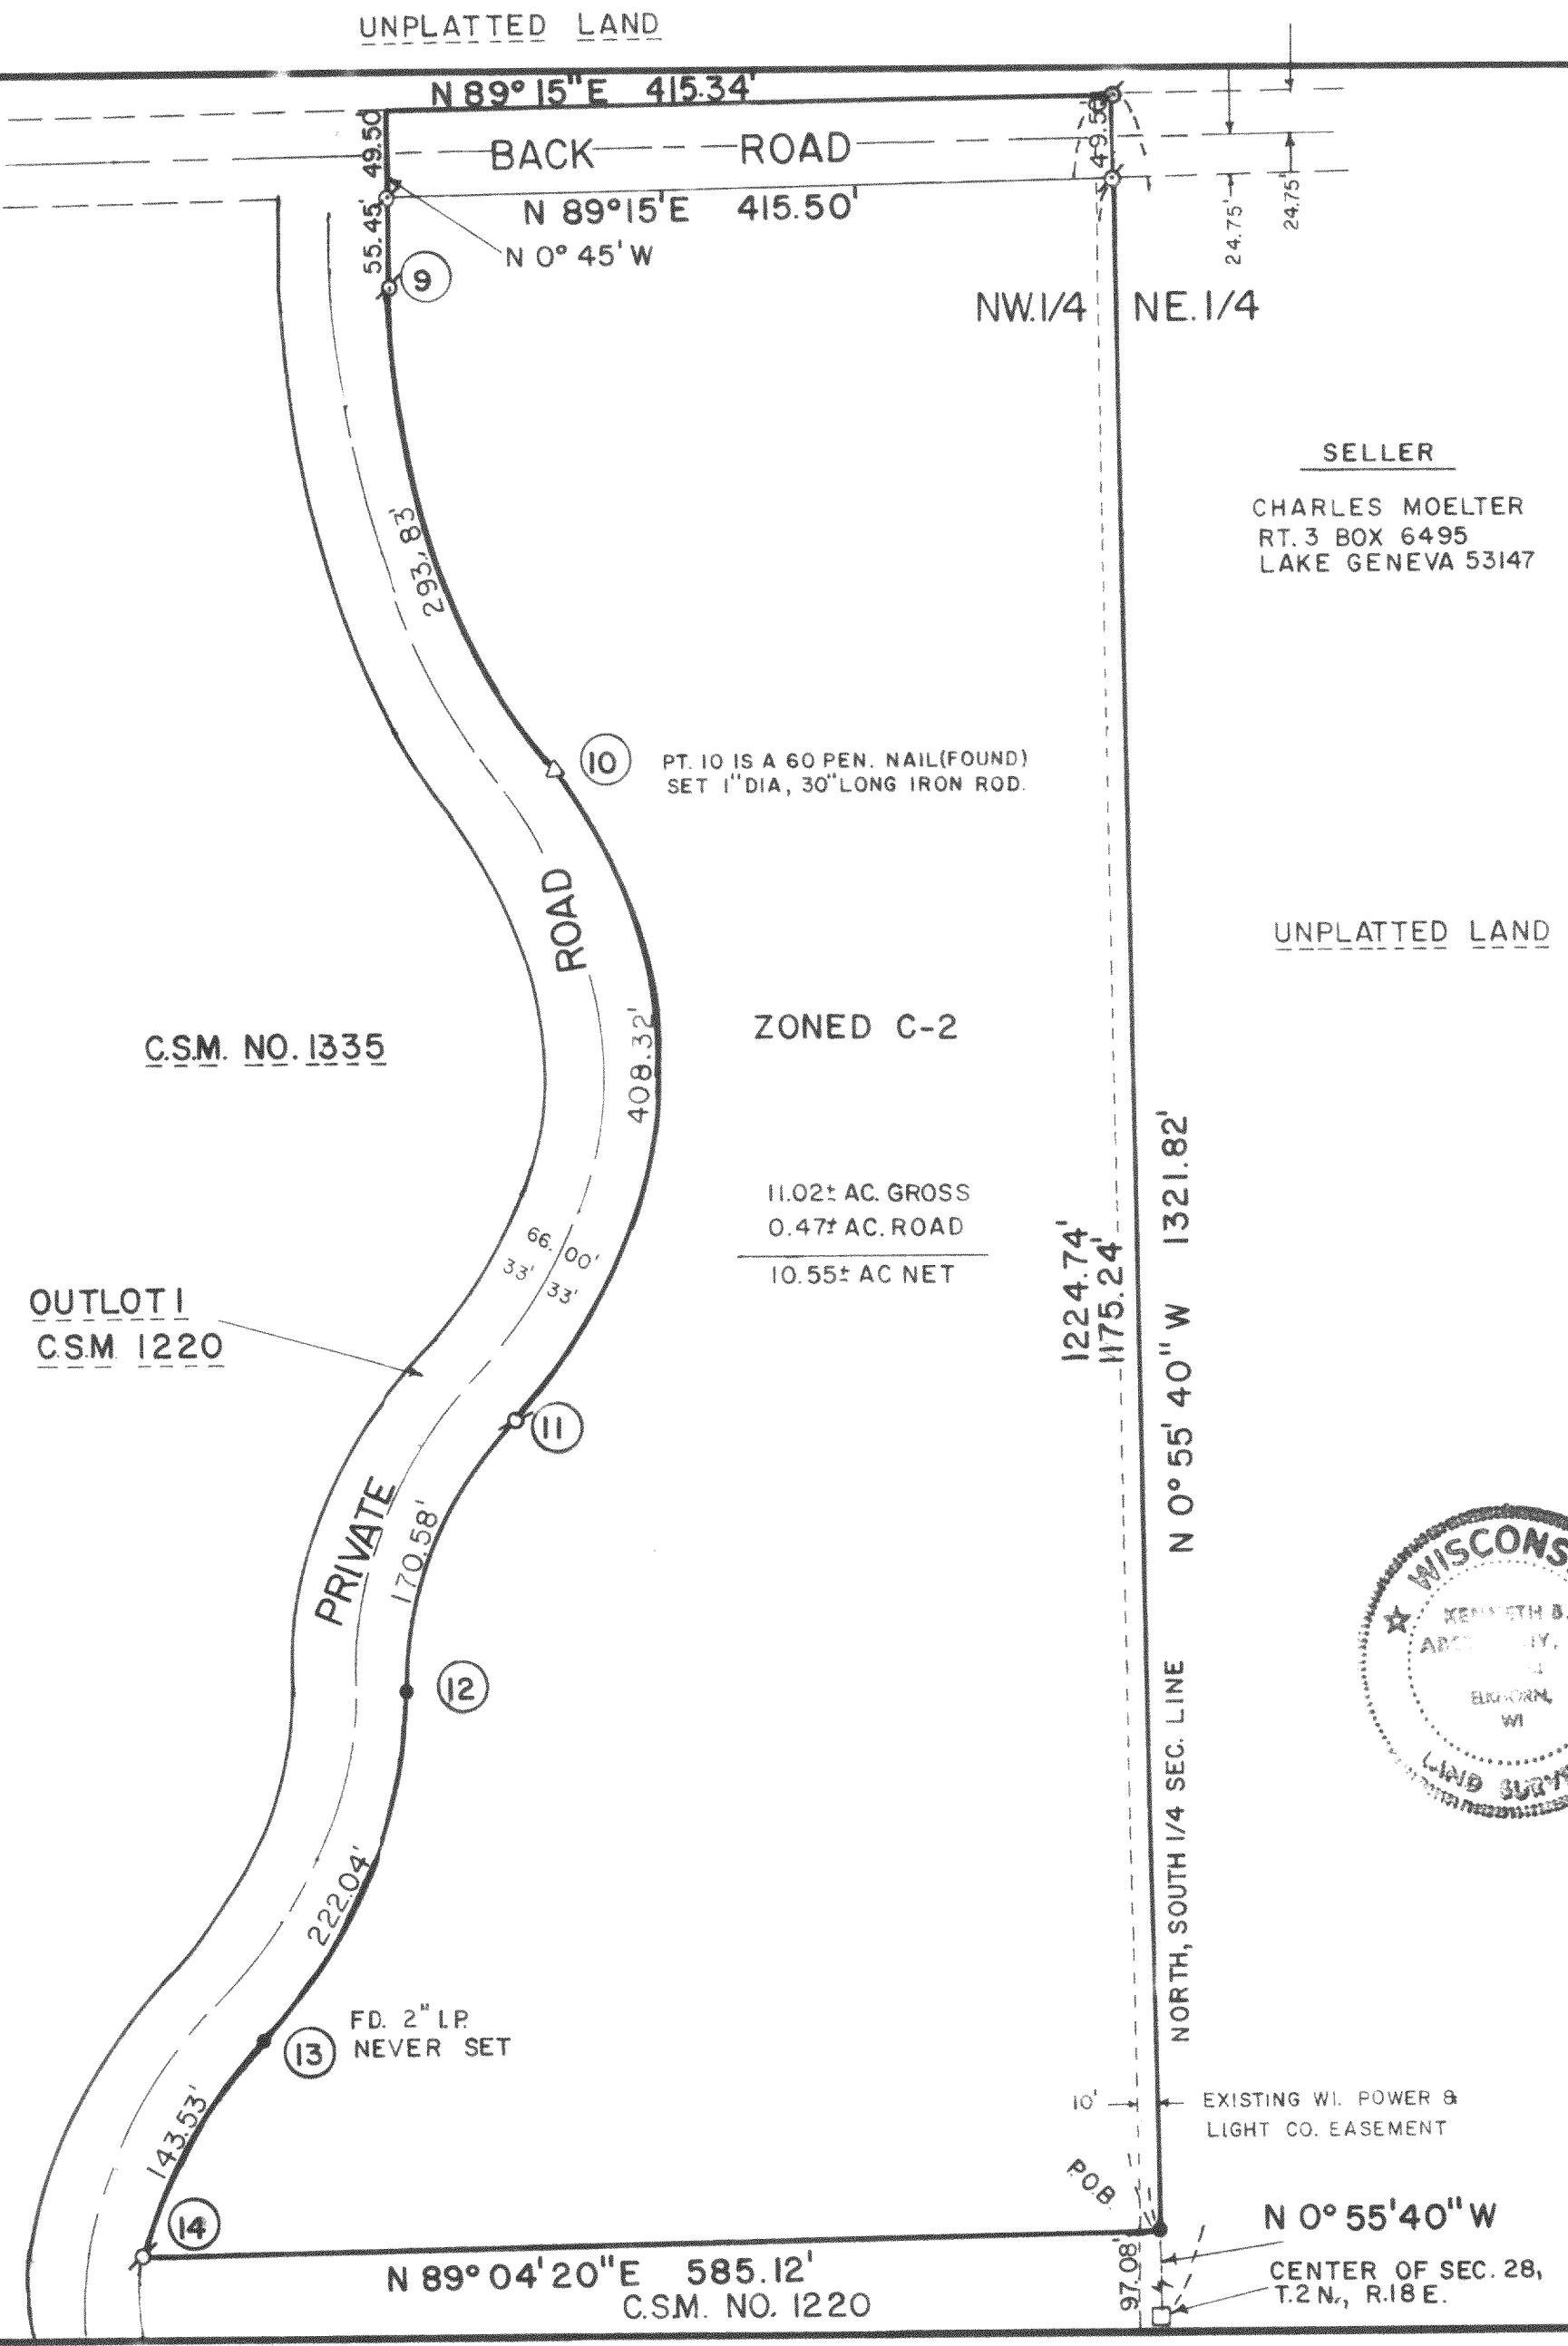 UNPLATTED LAND
N 89° 15"E 415.34'
49.50'
BACK ROAD
49.50'
N 89°15'E 415.50'
55.45'
N 0° 45' W
9
24.75'
24.75'
NW.1/4 NE.1/4
SELLER
CHARLES MOELTER
RT. 3 BOX 6495
LAKE GENEVA 53147
293.83'
10
PT. 10 IS A 60 PEN. NAIL(FOUND)
SET 1"DIA, 30"LONG IRON ROD.
ROAD
UNPLATTED LAND
C.S.M. NO. 1335
408.32'
ZONED C-2
11.02± AC. GROSS
0.47± AC. ROAD
10.55± AC NET
66.00'
33' 33'
1224.74'
1175.24'
N 0° 55' 40" W 1321.82'
OUTLOT 1
C.S.M. 1220
11
PRIVATE
170.58'
12
WISCONS
KENNETH B.
ELKHORN,
WI
LAND SURVE
NORTH, SOUTH 1/4 SEC. LINE
222.04'
13
FD. 2" I.P.
NEVER SET
143.53'
14
10'
EXISTING WI. POWER &
LIGHT CO. EASEMENT
P.O.B.
N 0° 55'40" W
N 89° 04'20"E 585.12'
C.S.M. NO. 1220
97.08'
CENTER OF SEC. 28,
T.2 N., R.18 E.